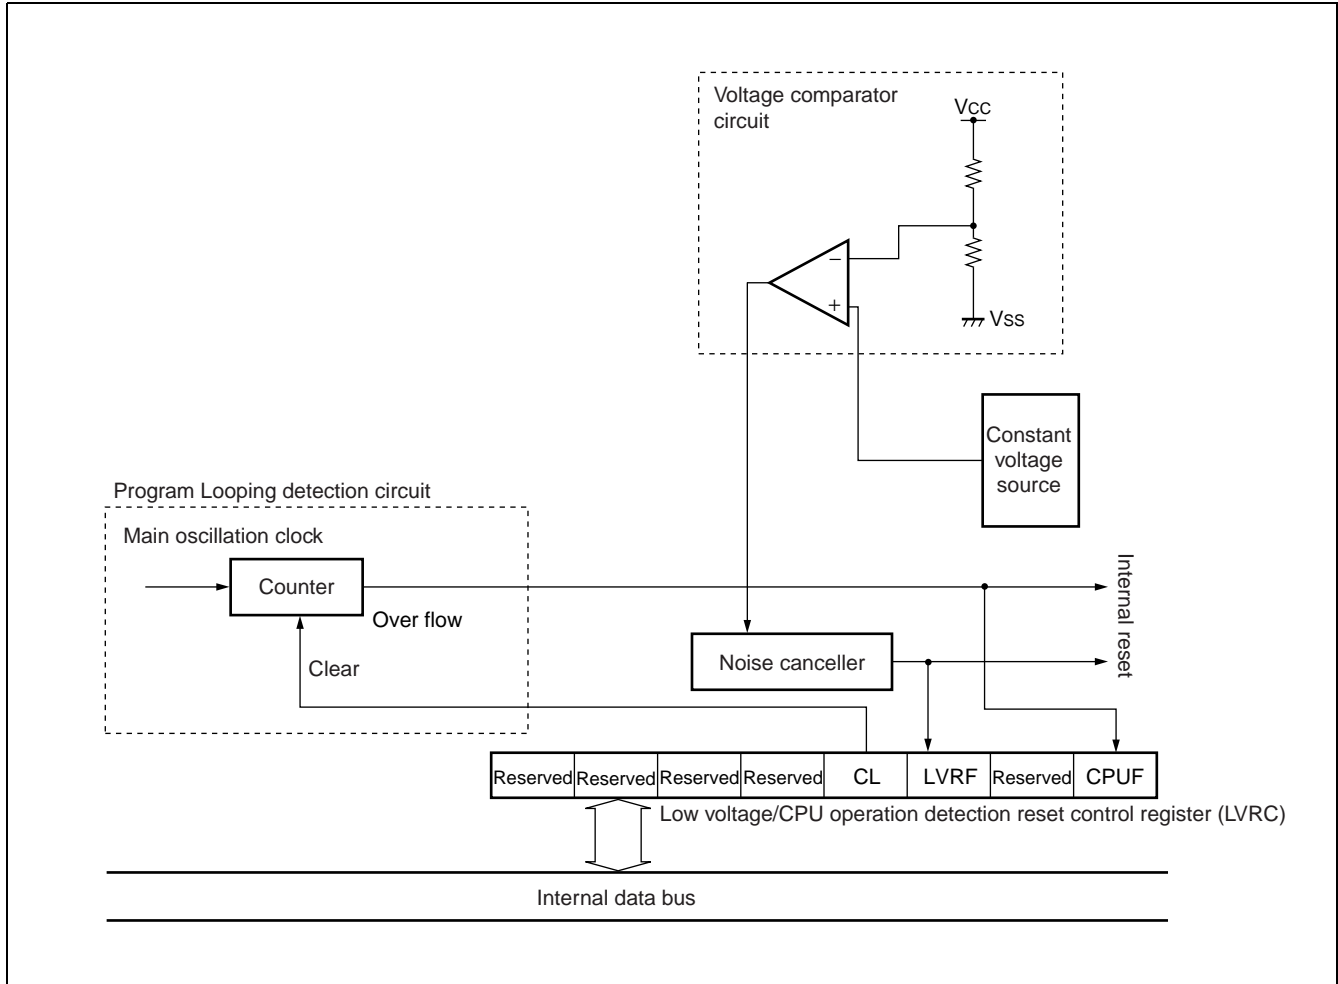 Voltage comparator
circuit
VCC
−
+
VSS
Constant
voltage
source
Program Looping detection circuit
Main oscillation clock
Counter
Over flow
Clear
Noise canceller
Internal reset
Reserved Reserved Reserved Reserved CL LVRF Reserved CPUF
Low voltage/CPU operation detection reset control register (LVRC)
Internal data bus